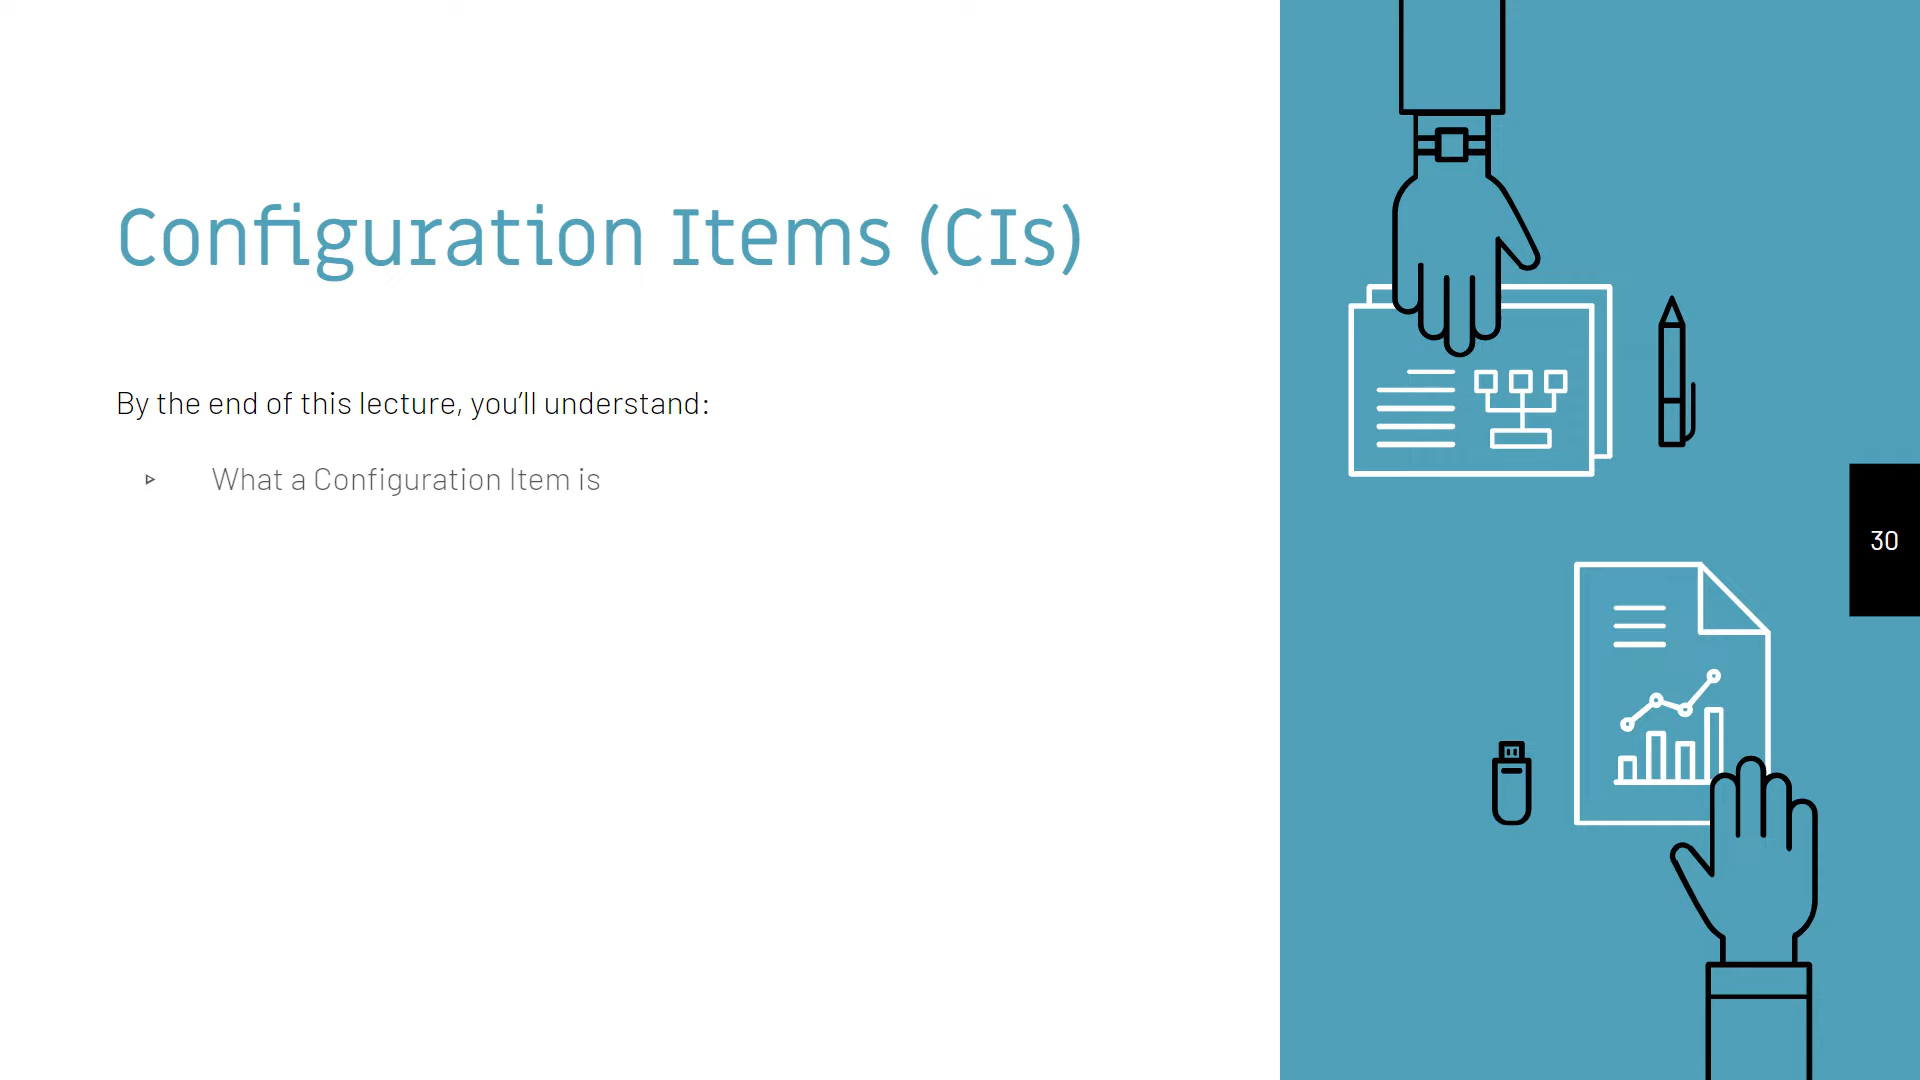 Configuration Items (CIs)
By the end of this lecture, you’ll understand:
▹ What a Configuration Item is
30